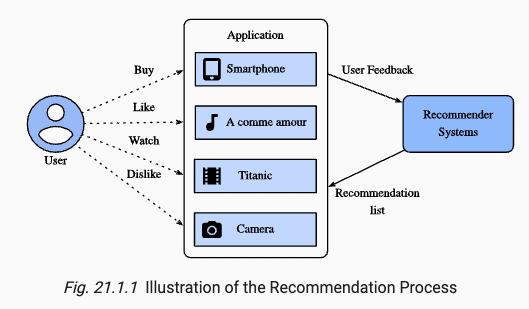 Application
Buy
Smartphone
User Feedback
Like
A comme amour
Recommender
Systems
Watch
User
Dislike
Titanic
Recommendation
list
Camera
Fig. 21.1.1 Illustration of the Recommendation Process